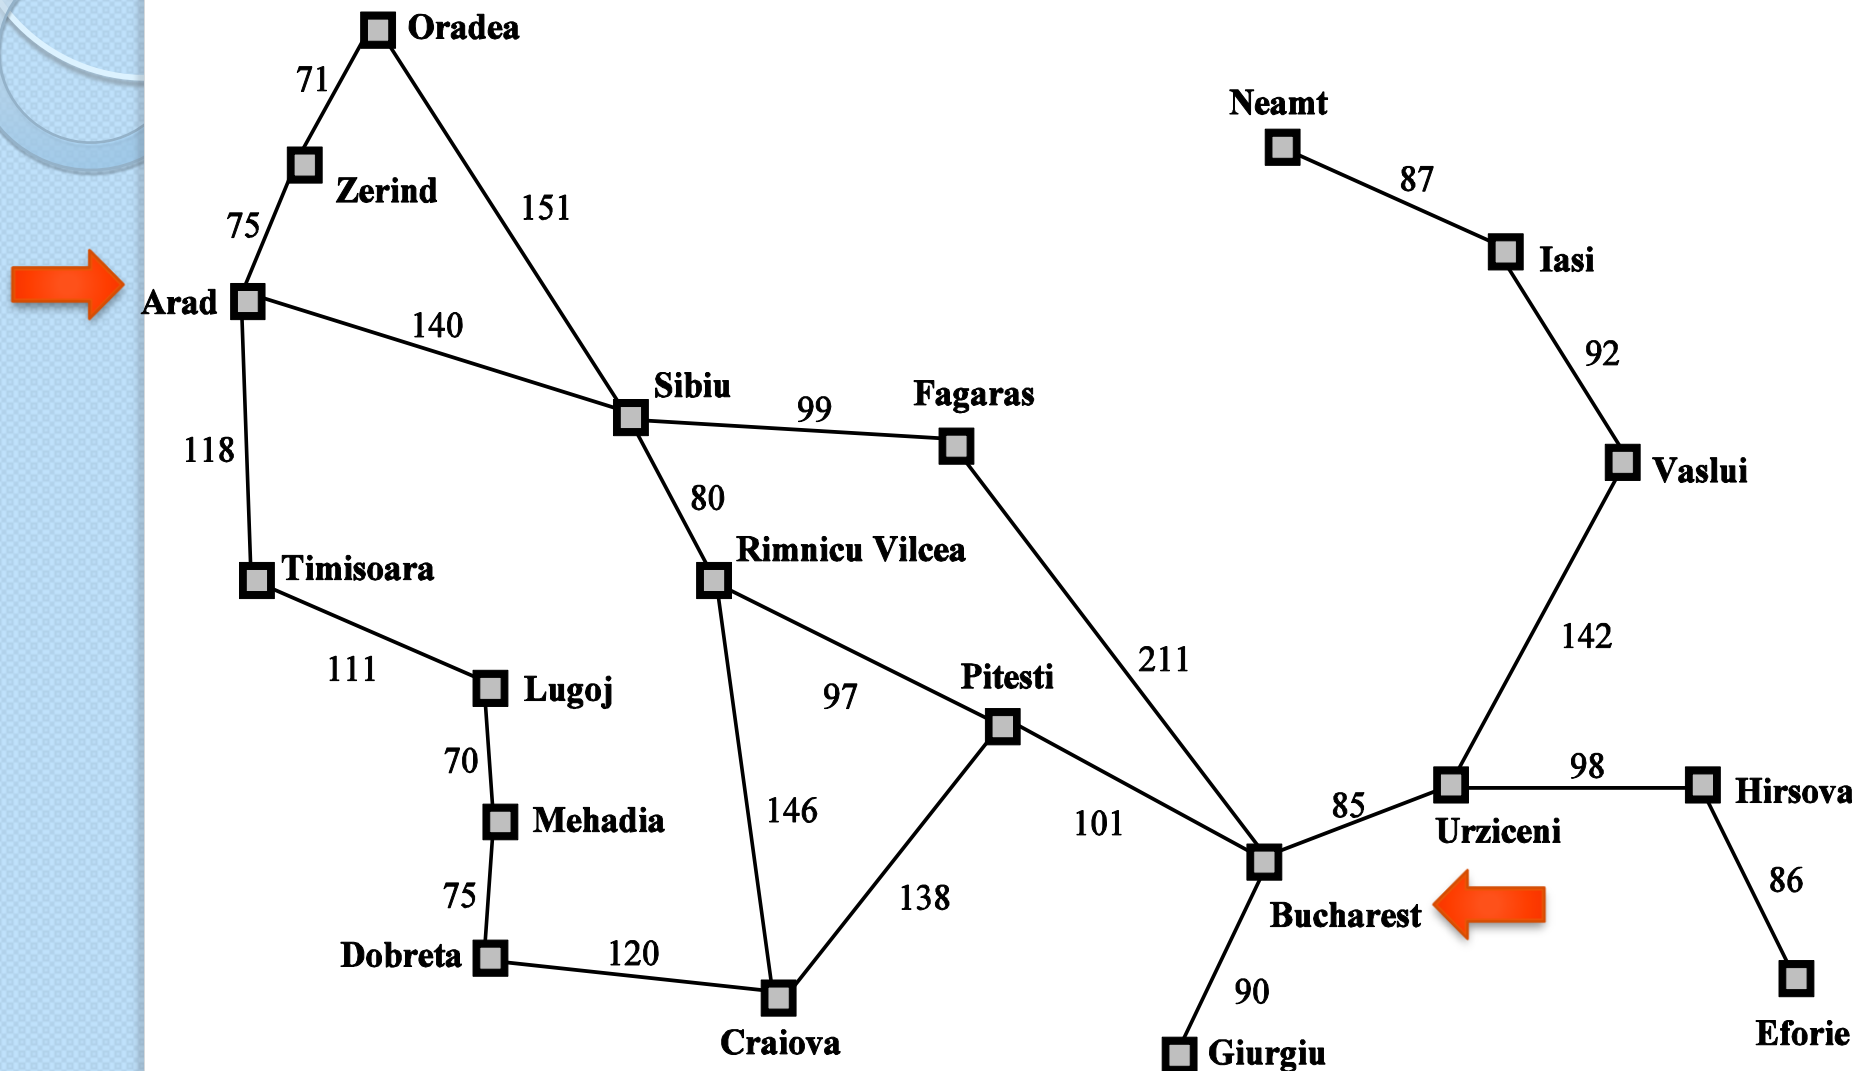 Oradea
71
Neamt
87
Zerind
151
75
Iasi
Arad
140
92
Sibiu
Fagaras
99
118
Vaslui
80
Rimnicu Vilcea
Timisoara
142
211
111
Pitesti
Lugoj
97
70
98
Hirsova
85
146
Mehadia
101
Urziceni
86
75
138
Bucharest
Dobreta
120
90
Eforie
Craiova
Giurgiu